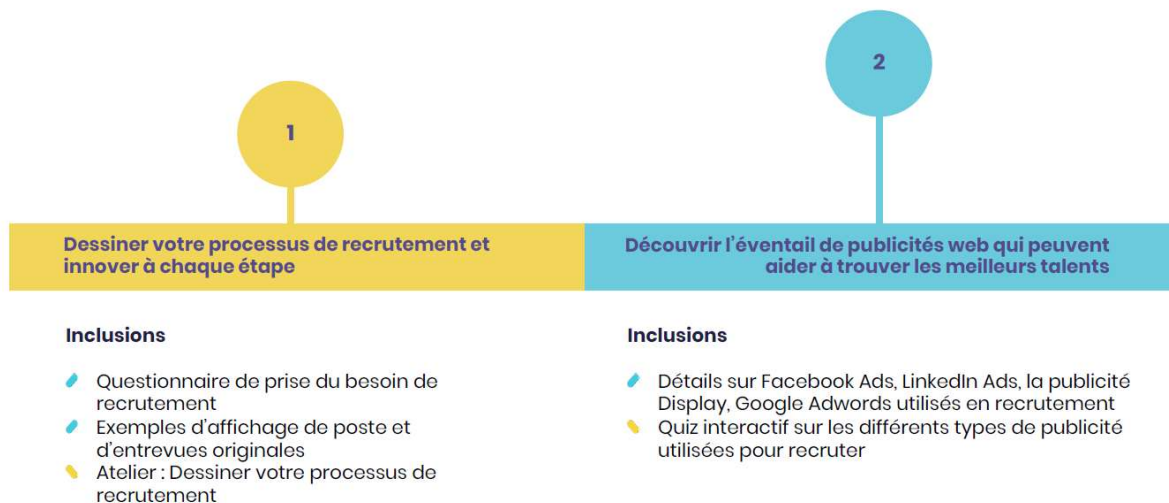 1
Dessiner votre processus de recrutement et
innover à chaque étape
Inclusions
Questionnaire de prise du besoin de
recrutement
Exemples d'affichage de poste et
d'entrevues originales
Atelier : Dessiner votre processus de
recrutement
2
Découvrir l'éventail de publicités web qui peuvent
aider à trouver les meilleurs talents
Inclusions
Détails sur Facebook Ads, LinkedIn Ads, la publicité
Display, Google Adwords utilisés en recrutement
Quiz interactif sur les différents types de publicité
utilisées pour recruter